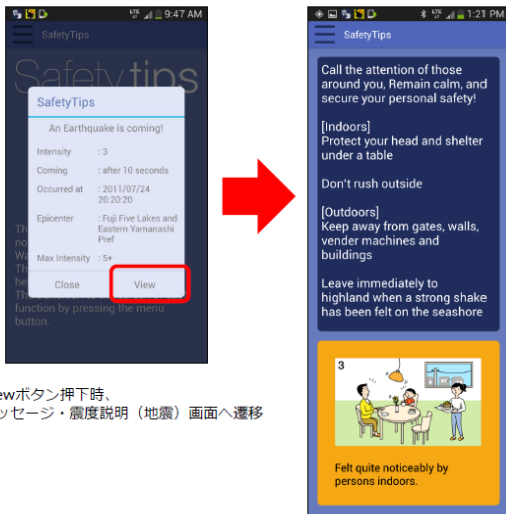 LTE 9:47 AM
SafetyTips
Safety tips
SafetyTips
An Earthquake is coming!
Intensity : 3
Coming : after 10 seconds
Occurred at : 2011/07/24
20:20:20
Epicenter : Fuji Five Lakes and
Eastern Yamanashi
Pref
Max Intensity : 5+
Close View
function by pressing the menu
button.
ewボタン押下時、
ッセージ・震度説明（地震）画面へ遷移
LTE 1:21 PM
SafetyTips
Call the attention of those
around you, Remain calm, and
secure your personal safety!
[Indoors]
Protect your head and shelter
under a table
Don't rush outside
[Outdoors]
Keep away from gates, walls,
vender machines and
buildings
Leave immediately to
highland when a strong shake
has been felt on the seashore
3
Felt quite noticeably by
persons indoors.